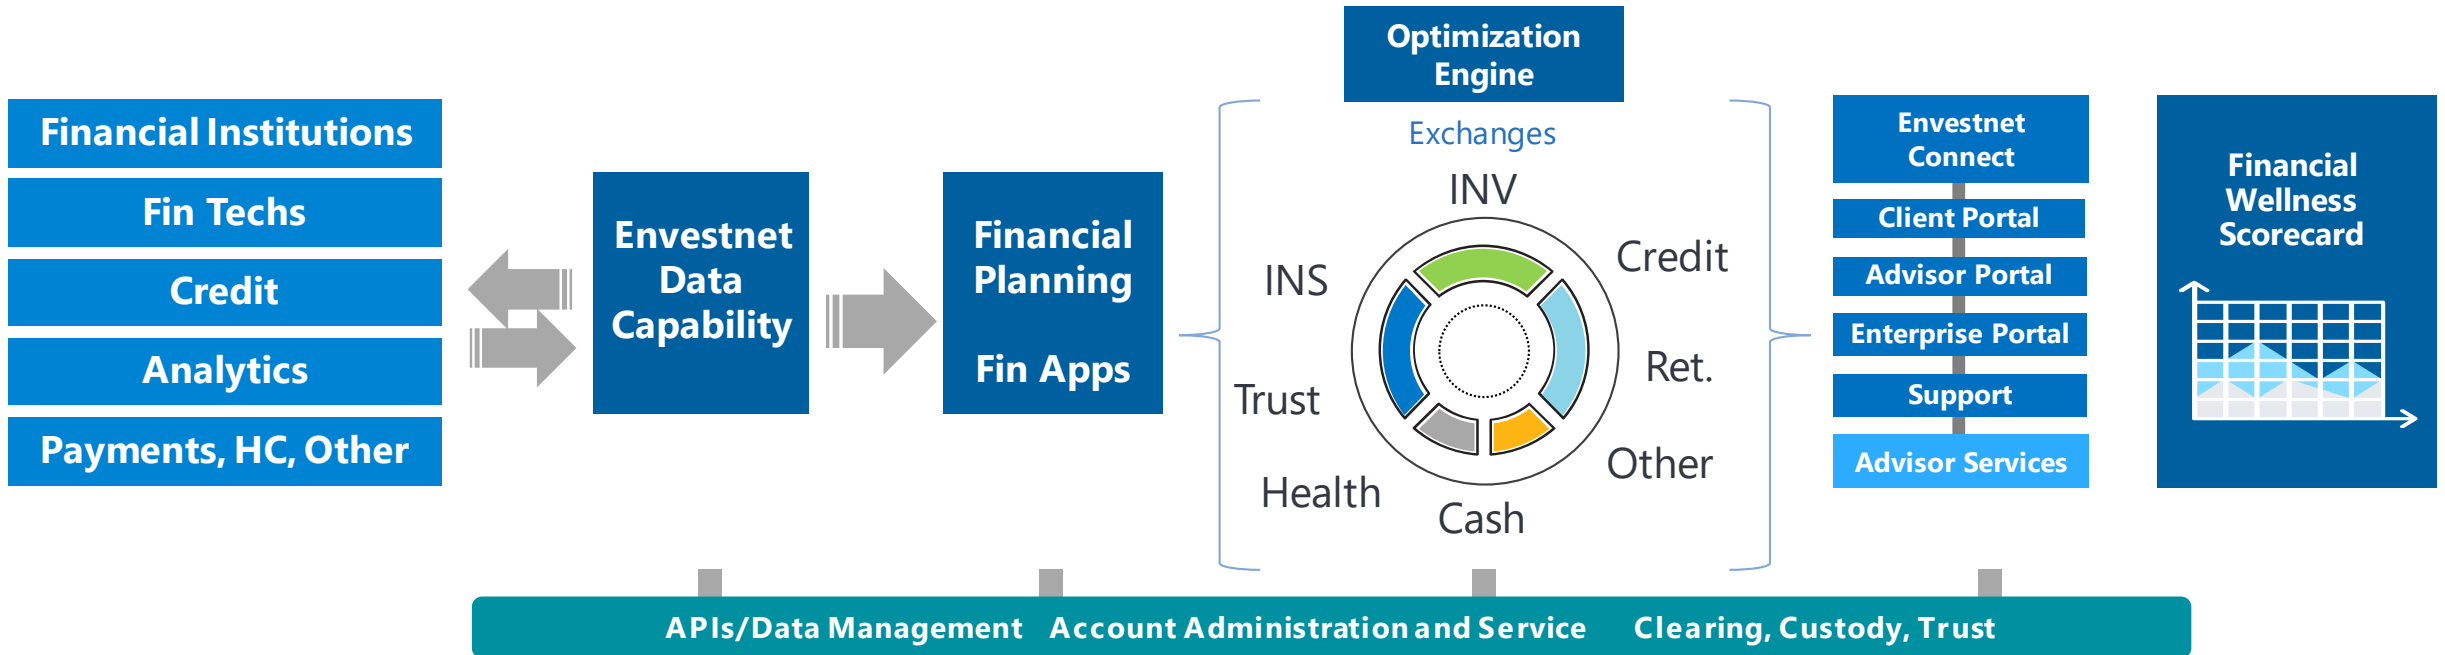 Financial Institutions
Fin Techs
Credit
Analytics
Payments, HC, Other
Envestnet
Data
Capability
Financial
Planning
Fin Apps
Optimization
Engine
Exchanges
INV
INS
Credit
Trust
Ret.
Health
Other
Cash
Envestnet
Connect
Client Portal
Advisor Portal
Enterprise Portal
Support
Advisor Services
Financial
Wellness
Scorecard
APIs/Data Management Account Administration and Service Clearing, Custody, Trust